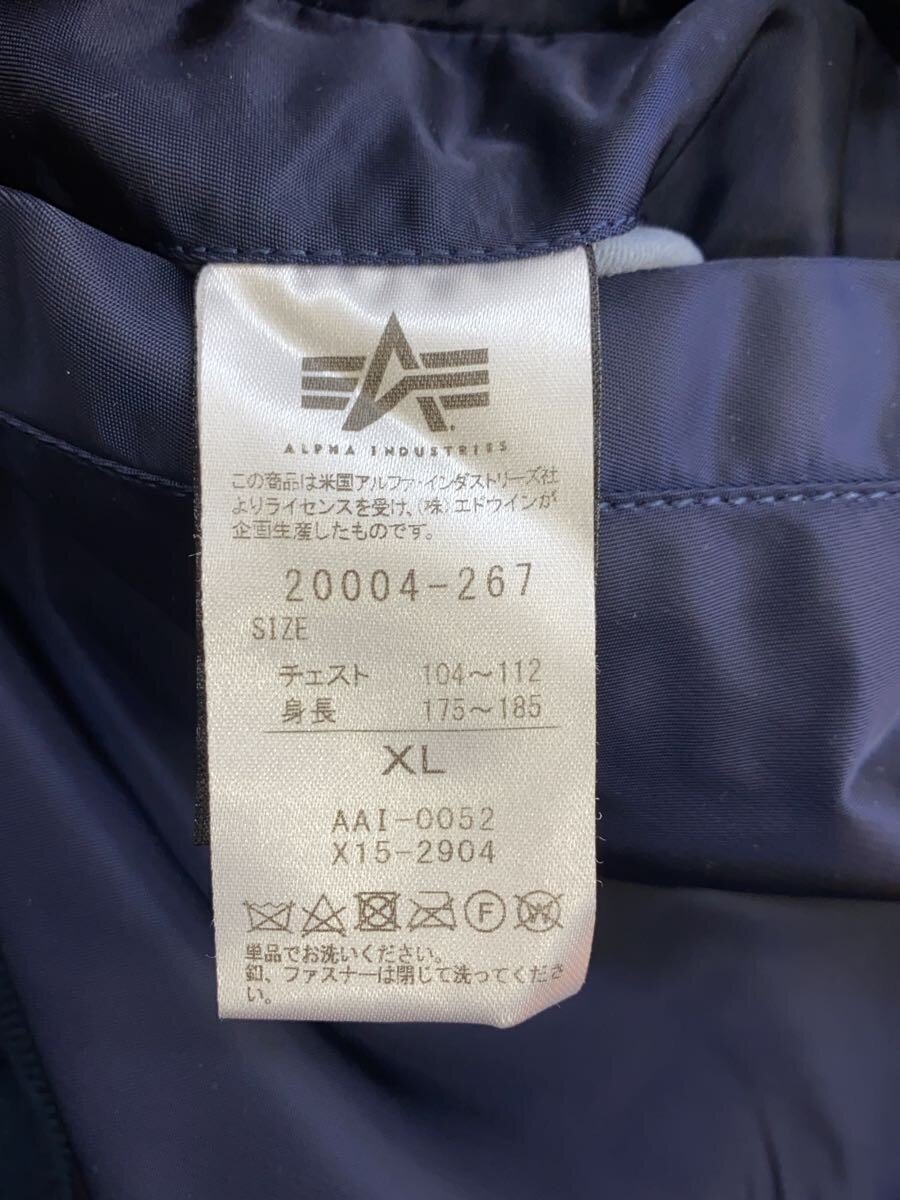 ALPHA INDUSTRIES
この商品は米国アルファ・インダストリーズ社
よりライセンスを受け、(株)エドウインが
企画生産したものです。
20004-267
SIZE
チェスト 104～112
身長 175～185
XL
AAI-0052
X15-2904
F W
単品でお洗いください。
釦、ファスナーは閉じて洗ってくださ
い。